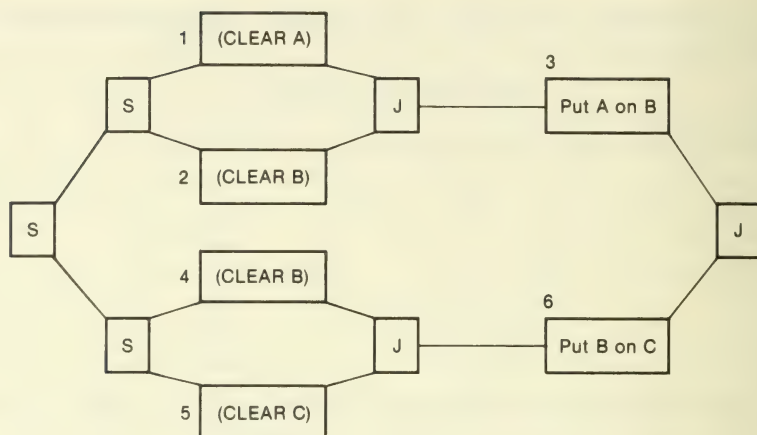 1 (CLEAR A)
3
S J Put A on B
2 (CLEAR B)
S J
4 (CLEAR B)
6
S J Put B on C
5 (CLEAR C)